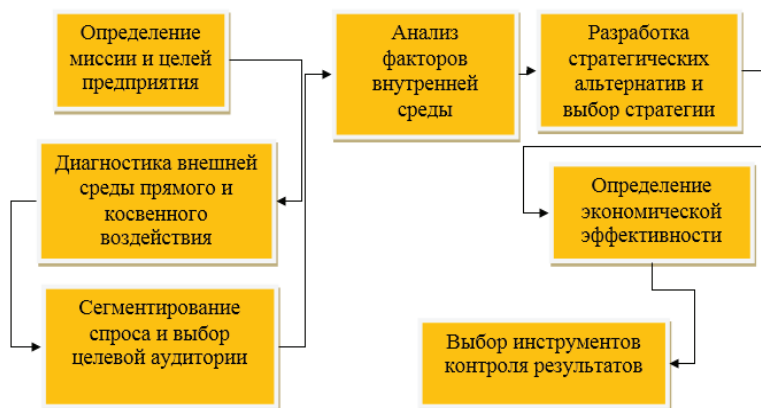 Определение
миссии и целей
предприятия
Диагностика внешней
среды прямого и
косвенного
воздействия
Сегментирование
спроса и выбор
целевой аудитории
Анализ
факторов
внутренней
среды
Разработка
стратегических
альтернатив и
выбор стратегии
Определение
экономической
эффективности
Выбор инструментов
контроля результатов